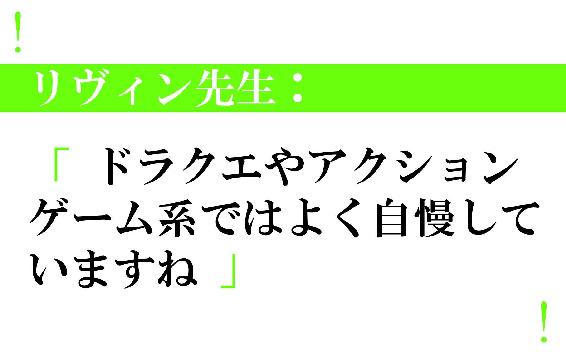 !
リヴィン先生：
「ドラクエやアクション
ゲーム系ではよく自慢して
いますね」
!